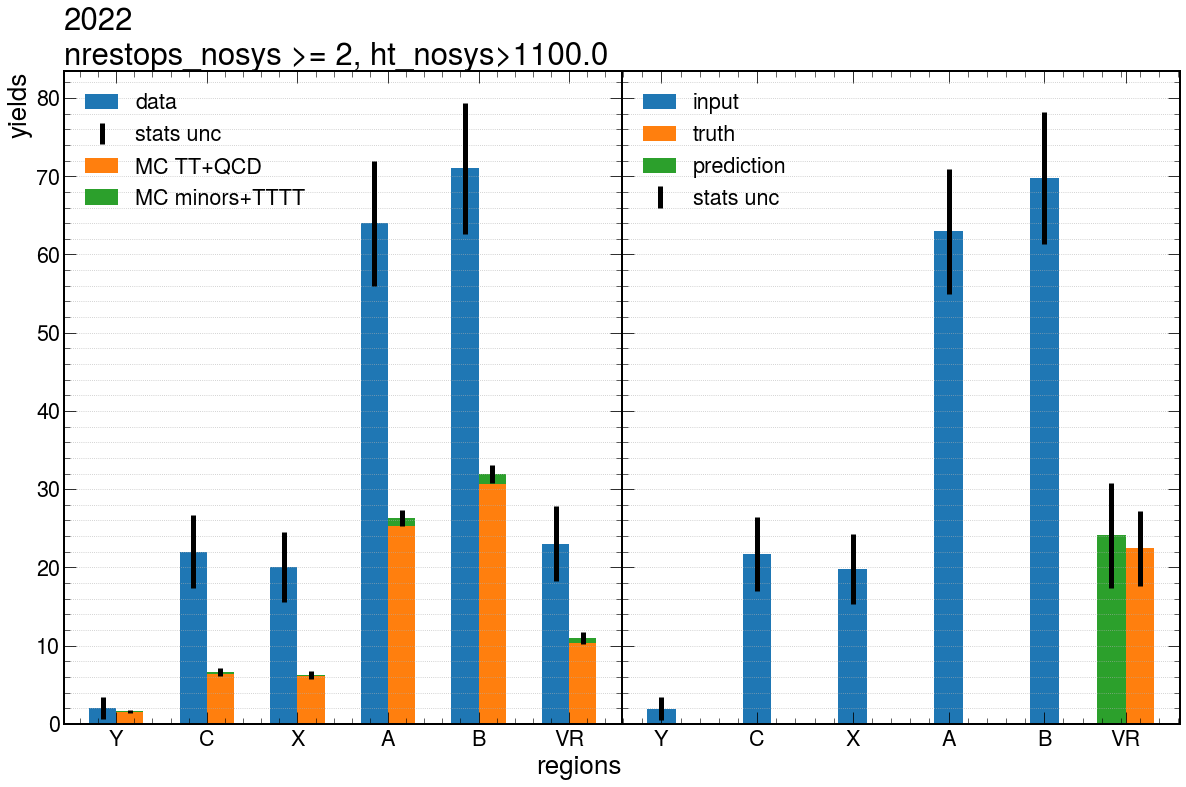 2022
nrestops_nosys >= 2, ht_nosys>1100.0
yields
80
70
60
50
40
30
20
10
0
data
stats unc
MC TT+QCD
MC minors+TTTT
input
truth
prediction
stats unc
Y C X A B VR
Y C X A B VR
regions